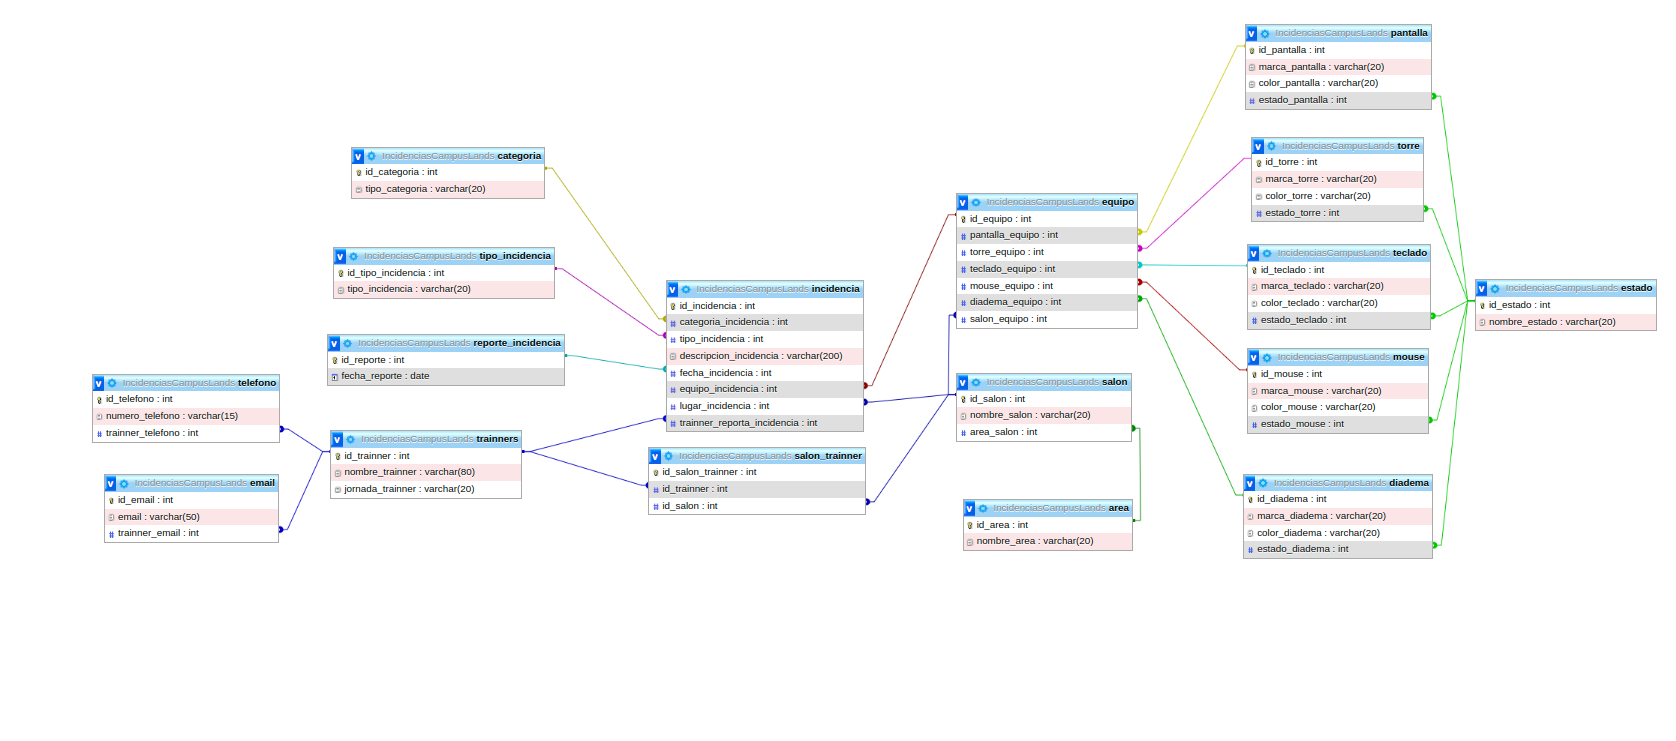 IncidenciasCampusLands categoria
id_categoria : int
tipo_categoria : varchar(20)
IncidenciasCampusLands tipo_incidencia
id_tipo_incidencia : int
tipo_incidencia : varchar(20)
IncidenciasCampusLands reporte_incidencia
id_reporte : int
fecha_reporte : date
IncidenciasCampusLands telefono
id_telefono : int
numero_telefono : varchar(15)
trainner_telefono : int
IncidenciasCampusLands email
id_email : int
email : varchar(50)
trainner_email : int
IncidenciasCampusLands trainners
id_trainner : int
nombre_trainner : varchar(80)
jornada_trainner : varchar(20)
IncidenciasCampusLands incidencia
id_incidencia : int
categoria_incidencia : int
tipo_incidencia : int
descripcion_incidencia : varchar(200)
fecha_incidencia : int
equipo_incidencia : int
lugar_incidencia : int
trainner_reporta_incidencia : int
IncidenciasCampusLands salon_trainner
id_salon_trainner : int
id_trainner : int
id_salon : int
IncidenciasCampusLands equipo
id_equipo : int
pantalla_equipo : int
torre_equipo : int
teclado_equipo : int
mouse_equipo : int
diadema_equipo : int
salon_equipo : int
IncidenciasCampusLands salon
id_salon : int
nombre_salon : varchar(20)
area_salon : int
IncidenciasCampusLands area
id_area : int
nombre_area : varchar(20)
IncidenciasCampusLands pantalla
id_pantalla : int
marca_pantalla : varchar(20)
color_pantalla : varchar(20)
estado_pantalla : int
IncidenciasCampusLands torre
id_torre : int
marca_torre : varchar(20)
color_torre : varchar(20)
estado_torre : int
IncidenciasCampusLands teclado
id_teclado : int
marca_teclado : varchar(20)
color_teclado : varchar(20)
estado_teclado : int
IncidenciasCampusLands mouse
id_mouse : int
marca_mouse : varchar(20)
color_mouse : varchar(20)
estado_mouse : int
IncidenciasCampusLands diadema
id_diadema : int
marca_diadema : varchar(20)
color_diadema : varchar(20)
estado_diadema : int
IncidenciasCampusLands estado
id_estado : int
nombre_estado : varchar(20)